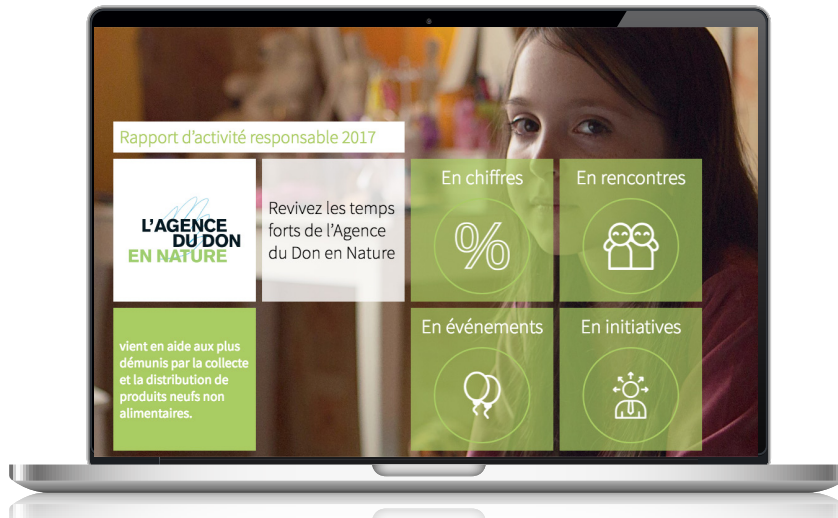 Rapport d'activité responsable 2017
L'AGENCE
DU DON
EN NATURE
Revivez les temps
forts de l'Agence
du Don en Nature
En chiffres
%
En rencontres
vient en aide aux plus
démunis par la collecte
et la distribution de
produits neufs non
alimentaires.
En événements
En initiatives